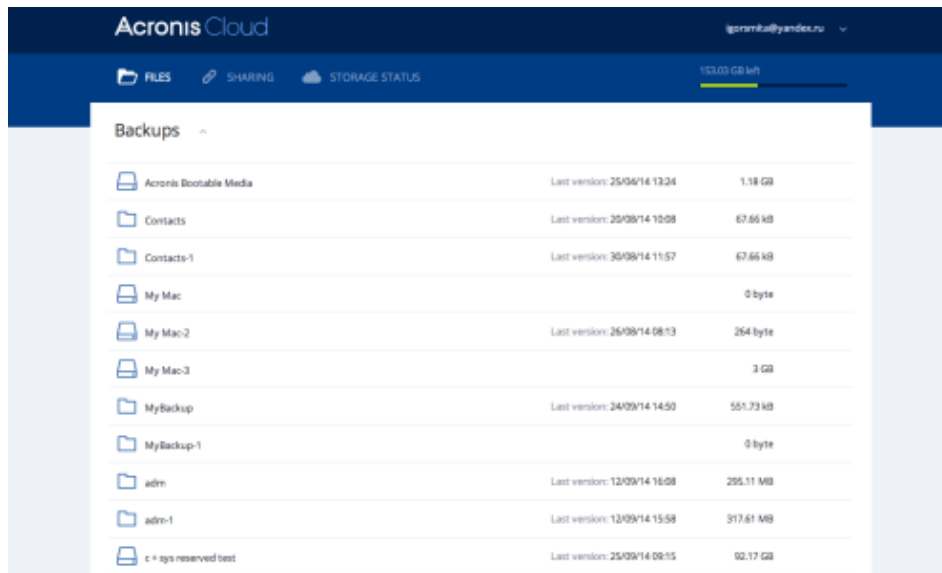 Acronis Cloud
igorsmita@yandex.ru
FILES SHARING STORAGE STATUS
153.03 GB left
Backups
Acronis Bootable Media Last version: 25/04/14 13:24 1.18 GB
Contacts Last version: 20/08/14 10:08 67.66 kB
Contacts-1 Last version: 30/08/14 11:57 67.66 kB
My Mac 0 byte
My Mac-2 Last version: 26/08/14 08:13 264 byte
My Mac-3 3 GB
MyBackup Last version: 24/09/14 14:50 551.73 kB
MyBackup-1 0 byte
adm Last version: 12/09/14 16:08 295.11 MB
adm-1 Last version: 12/09/14 15:58 317.61 MB
c + sys reserved test Last version: 25/09/14 09:15 92.17 GB